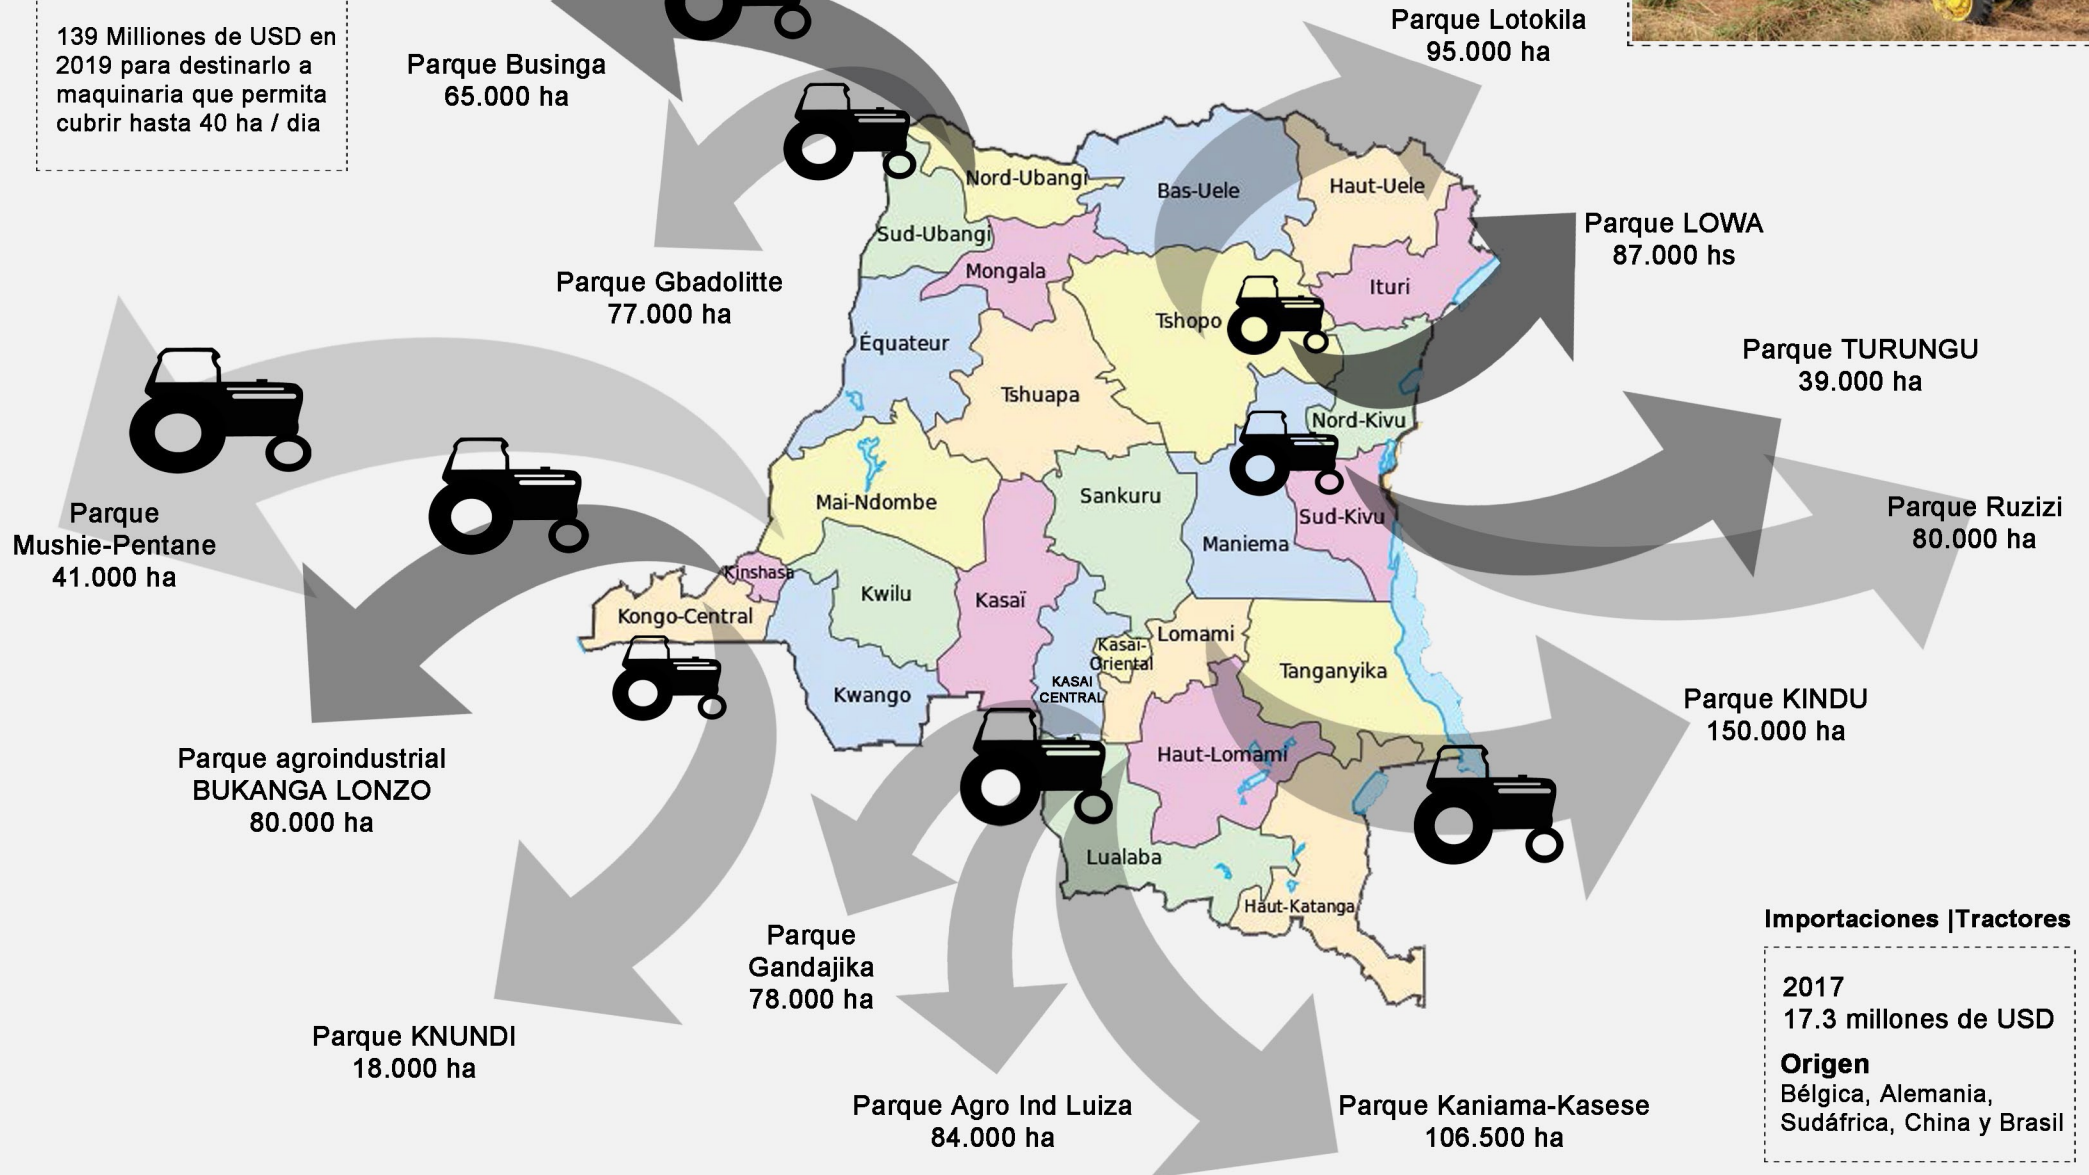 139 Milliones de USD en
2019 para destinarlo a
maquinaria que permita
cubrir hasta 40 ha / dia
Parque Businga
65.000 ha
Parque Lotokila
95.000 ha
Parque Gbadolitte
77.000 ha
Parque LOWA
87.000 hs
Parque TURUNGU
39.000 ha
Parque Ruzizi
80.000 ha
Parque
Mushie-Pentane
41.000 ha
Nord-Ubangi
Bas-Uele
Haut-Uele
Sud-Ubangi
Mongala
Ituri
Équateur
Tshopo
Tshuapa
Nord-Kivu
Mai-Ndombe
Sankuru
Sud-Kivu
Maniema
Kinshasa
Kwilu
Kasaï
Kongo-Central
Lomami
Kasaï-
Oriental
Tanganyika
KASAI
CENTRAL
Kwango
Haut-Lomami
Lualaba
Haut-Katanga
Parque KINDU
150.000 ha
Parque agroindustrial
BUKANGA LONZO
80.000 ha
Parque
Gandajika
78.000 ha
Parque KNUNDI
18.000 ha
Parque Agro Ind Luiza
84.000 ha
Parque Kaniama-Kasese
106.500 ha
Importaciones |Tractores
2017
17.3 millones de USD
Origen
Bélgica, Alemania,
Sudáfrica, China y Brasil